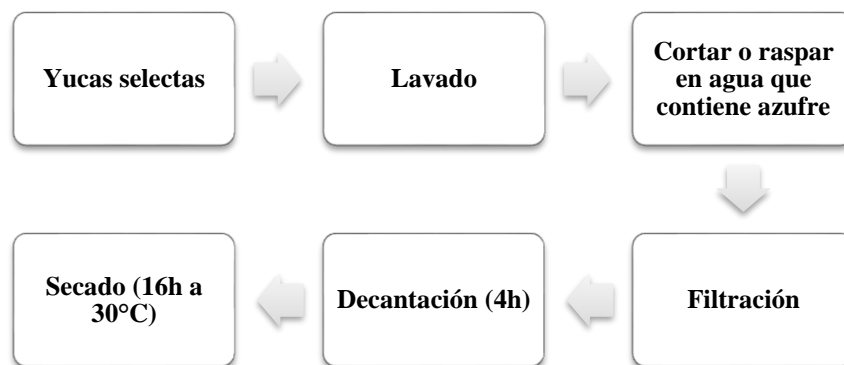 Yucas selectas
Lavado
Cortar o raspar
en agua que
contiene azufre
Filtración
Decantación (4h)
Secado (16h a
30°C)